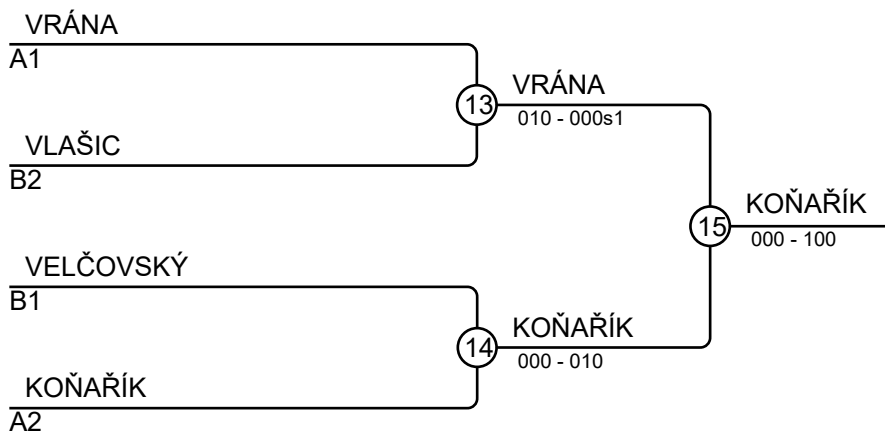 VRÁNA
A1
13
VRÁNA
010 - 000s1
VLAŠIC
B2
15
KOŇAŘÍK
000 - 100
VELČOVSKÝ
B1
14
KOŇAŘÍK
000 - 010
KOŇAŘÍK
A2